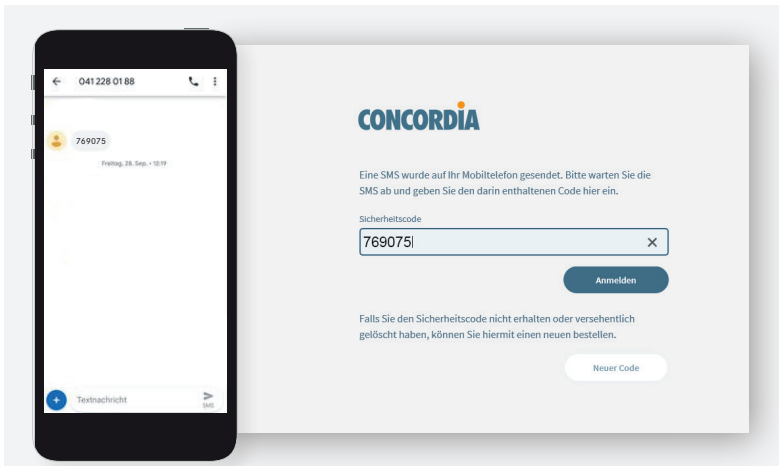 041 228 01 88
769075
Freitag, 28. Sep. • 12:19
Textnachricht
SMS
CONCORDIA
Eine SMS wurde auf Ihr Mobiltelefon gesendet. Bitte warten Sie die
SMS ab und geben Sie den darin enthaltenen Code hier ein.
Sicherheitscode
769075
Anmelden
Falls Sie den Sicherheitscode nicht erhalten oder versehentlich
gelöscht haben, können Sie hiermit einen neuen bestellen.
Neuer Code